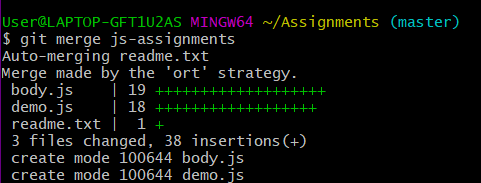 User@LAPTOP-GFT1U2AS MINGW64 ~/Assignments (master)
$ git merge js-assignments
Auto-merging readme.txt
Merge made by the 'ort' strategy.
 body.js    | 19 +++++++++++++++++++
 demo.js    | 18 ++++++++++++++++++
 readme.txt |  1 +
 3 files changed, 38 insertions(+)
 create mode 100644 body.js
 create mode 100644 demo.js